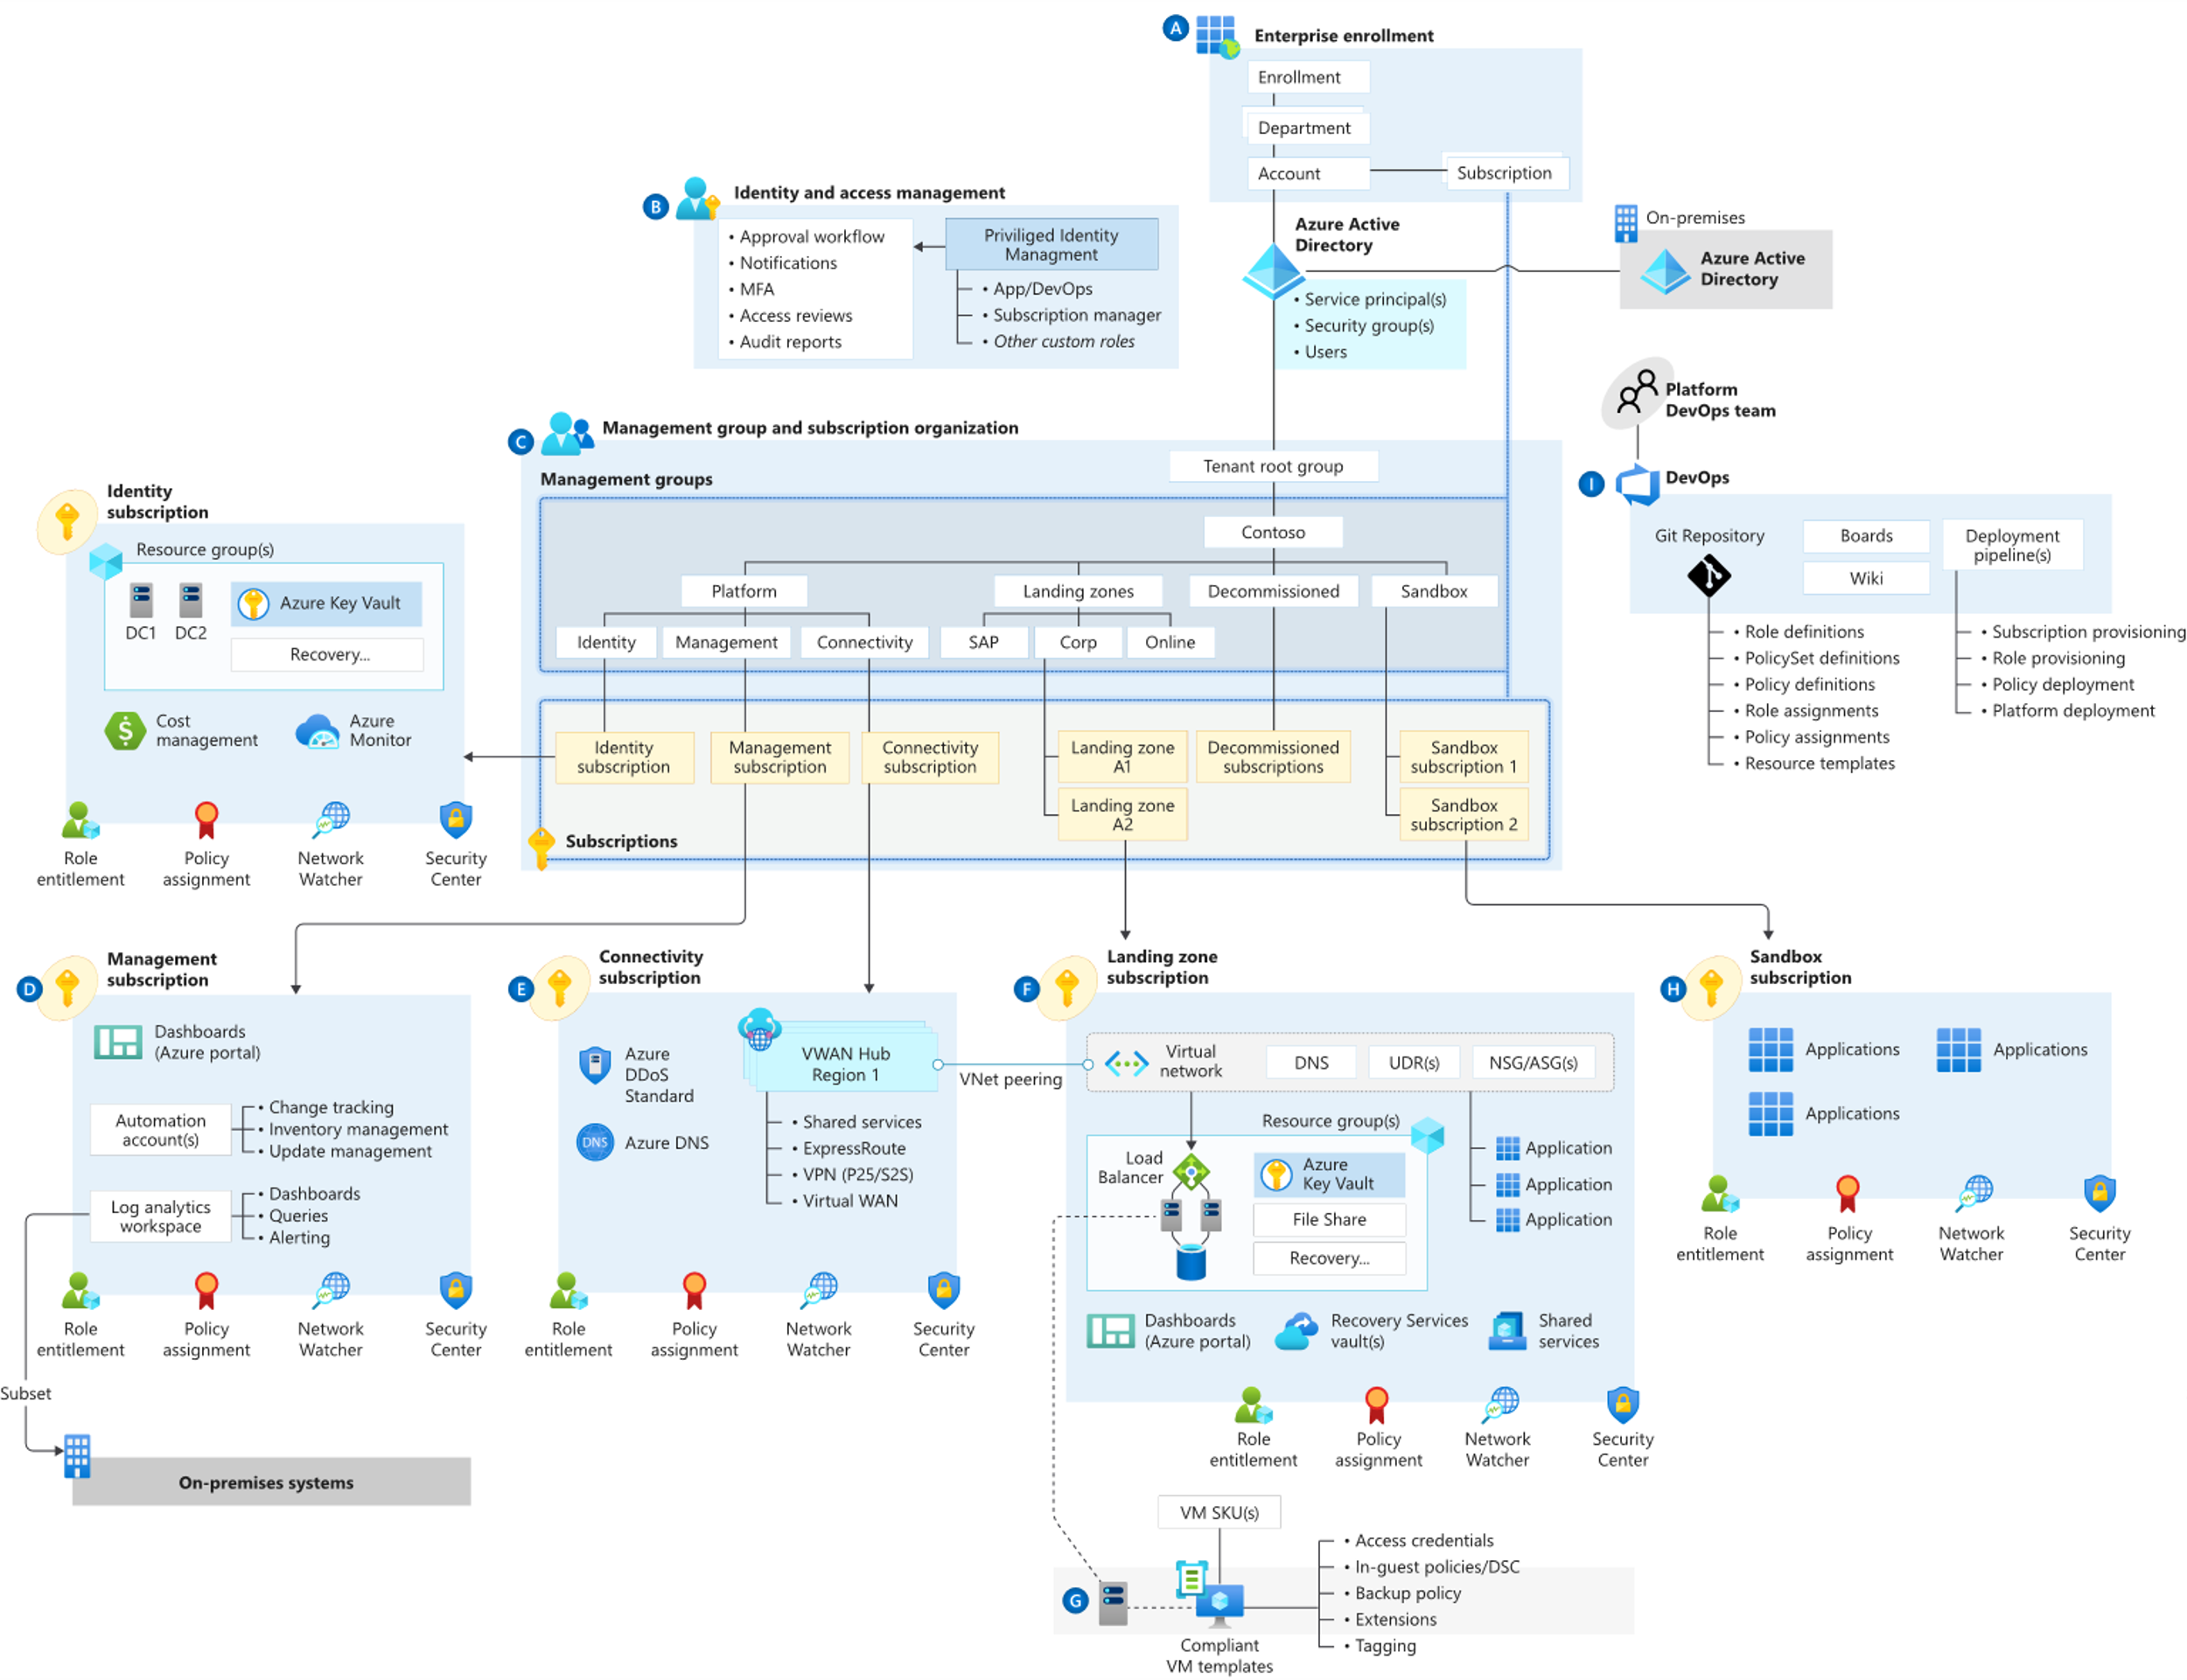 A
Enterprise enrollment
Enrollment
Department
Account
Subscription
B
Identity and access management
• Approval workflow
• Notifications
• MFA
• Access reviews
• Audit reports
Priviliged Identity
Managment
• App/DevOps
• Subscription manager
• Other custom roles
Azure Active
Directory
• Service principal(s)
• Security group(s)
• Users
On-premises
Azure Active
Directory
Platform
DevOps team
I
DevOps
Git Repository
Boards
Wiki
Deployment
pipeline(s)
• Role definitions
• PolicySet definitions
• Policy definitions
• Role assignments
• Policy assignments
• Resource templates
• Subscription provisioning
• Role provisioning
• Policy deployment
• Platform deployment
C
Management group and subscription organization
Management groups
Tenant root group
Contoso
Platform
Landing zones
Decommissioned
Sandbox
Identity
Management
Connectivity
SAP
Corp
Online
Identity
subscription
Management
subscription
Connectivity
subscription
Landing zone
A1
Landing zone
A2
Decommissioned
subscriptions
Sandbox
subscription 1
Sandbox
subscription 2
Subscriptions
Identity
subscription
Resource group(s)
DC1
DC2
Azure Key Vault
Recovery...
Cost
management
Azure
Monitor
Role
entitlement
Policy
assignment
Network
Watcher
Security
Center
D
Management
subscription
Dashboards
(Azure portal)
Automation
account(s)
• Change tracking
• Inventory management
• Update management
Log analytics
workspace
• Dashboards
• Queries
• Alerting
Role
entitlement
Policy
assignment
Network
Watcher
Security
Center
Subset
On-premises systems
E
Connectivity
subscription
Azure
DDoS
Standard
DNS
Azure DNS
VWAN Hub
Region 1
• Shared services
• ExpressRoute
• VPN (P25/S2S)
• Virtual WAN
VNet peering
Role
entitlement
Policy
assignment
Network
Watcher
Security
Center
F
Landing zone
subscription
Virtual
network
DNS
UDR(s)
NSG/ASG(s)
Resource group(s)
Load
Balancer
Azure
Key Vault
File Share
Recovery...
Application
Application
Application
Dashboards
(Azure portal)
Recovery Services
vault(s)
Shared
services
Role
entitlement
Policy
assignment
Network
Watcher
Security
Center
H
Sandbox
subscription
Applications
Applications
Applications
Role
entitlement
Policy
assignment
Network
Watcher
Security
Center
G
VM SKU(s)
Compliant
VM templates
• Access credentials
• In-guest policies/DSC
• Backup policy
• Extensions
• Tagging